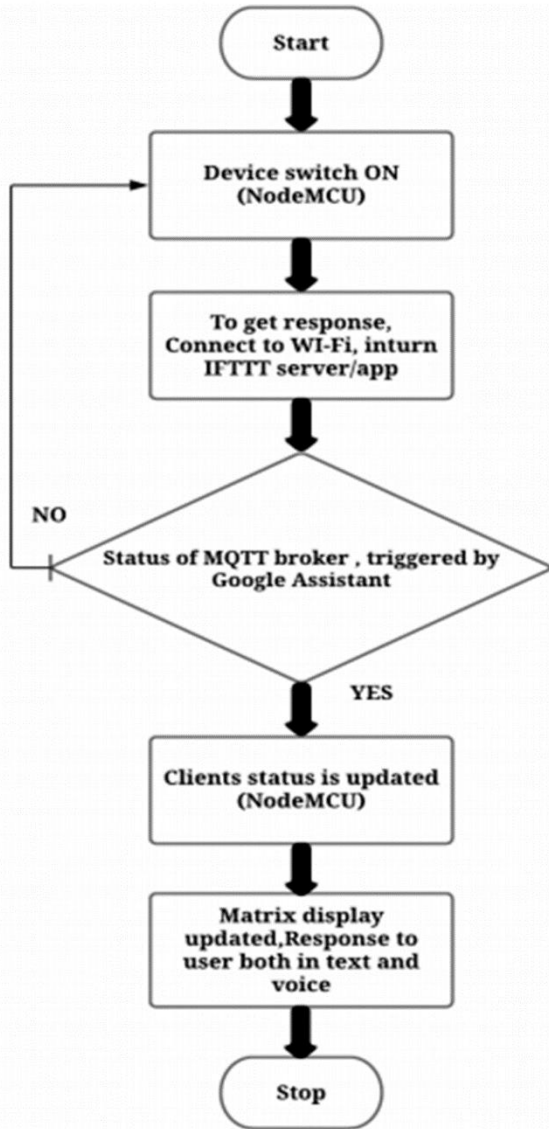 Start
Device switch ON
(NodeMCU)
To get response,
Connect to WI-Fi, inturn
IFTTT server/app
NO
Status of MQTT broker , triggered by
Google Assistant
YES
Clients status is updated
(NodeMCU)
Matrix display
updated,Response to
user both in text and
voice
Stop